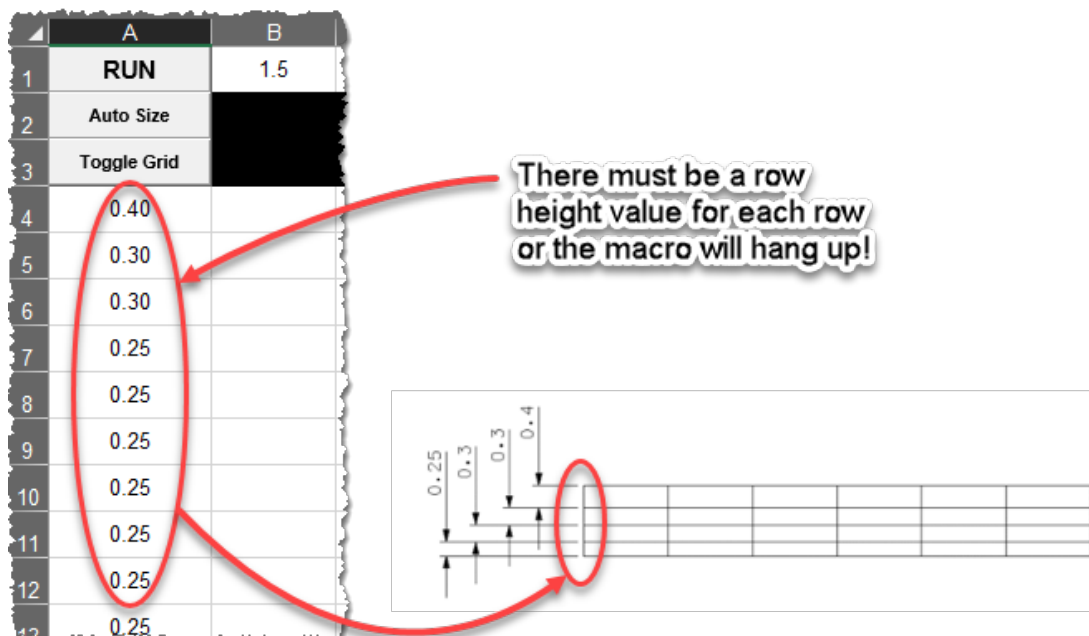 A B
1 RUN 1.5
2 Auto Size
3 Toggle Grid
4 0.40
5 0.30
6 0.30
7 0.25
8 0.25
9 0.25
10 0.25
11 0.25
12 0.25
13 0.25
There must be a row
height value for each row
or the macro will hang up!
0.25 0.3 0.3 0.4